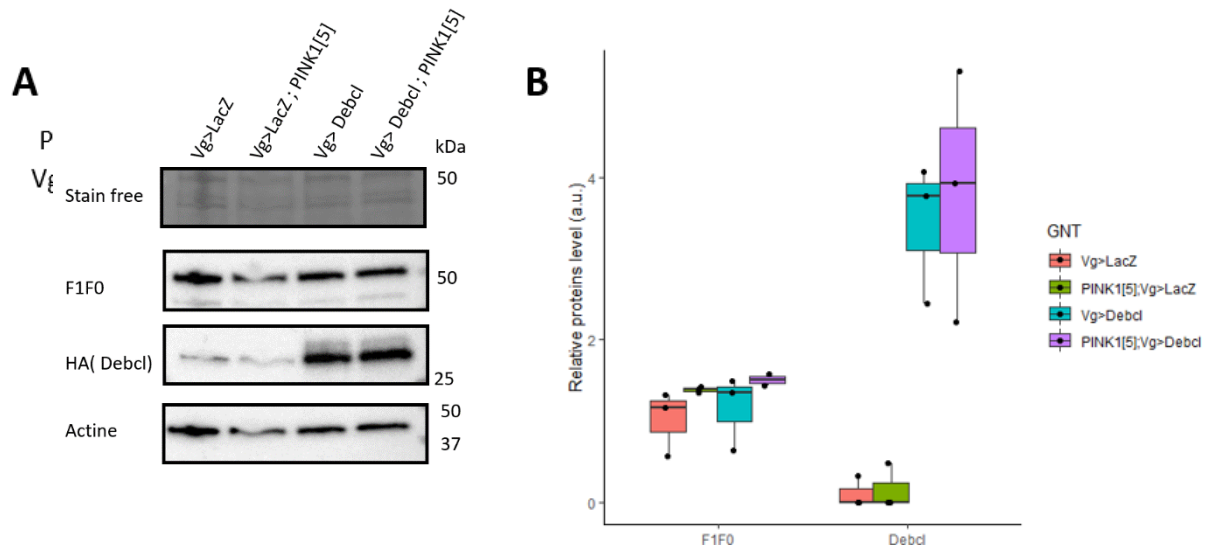 A
Vg>LacZ
Vg>LacZ ; PINK1[5]
Vg> Debcl
Vg> Debcl ; PINK1[5]
kDa
P
Vg
Stain free
50
F1F0
50
HA( Debcl)
25
Actine
50
37
B
Relative proteins level (a.u.)
4
2
0
F1F0
Debcl
GNT
Vg>LacZ
PINK1[5];Vg>LacZ
Vg>Debcl
PINK1[5];Vg>Debcl